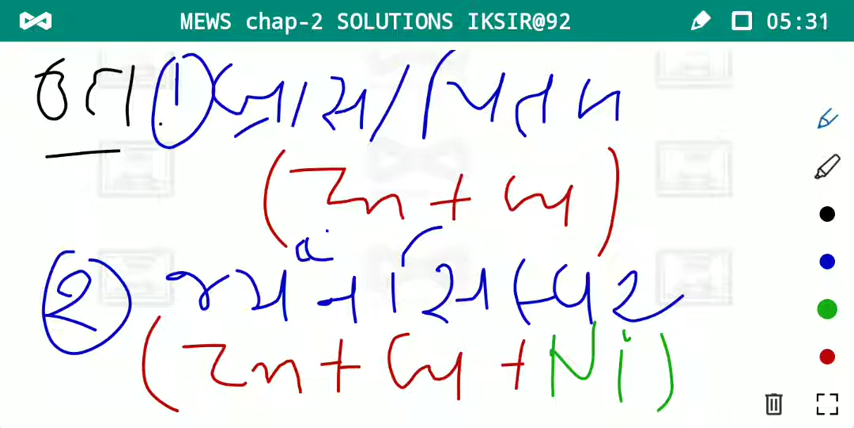 MEWS chap-2 SOLUTIONS IKSIR@92 05:31
① બ્રાસ/પિતળ
(Zn + Cu)
② જર્મન સિલ્વર
(Zn + Cu + Ni)